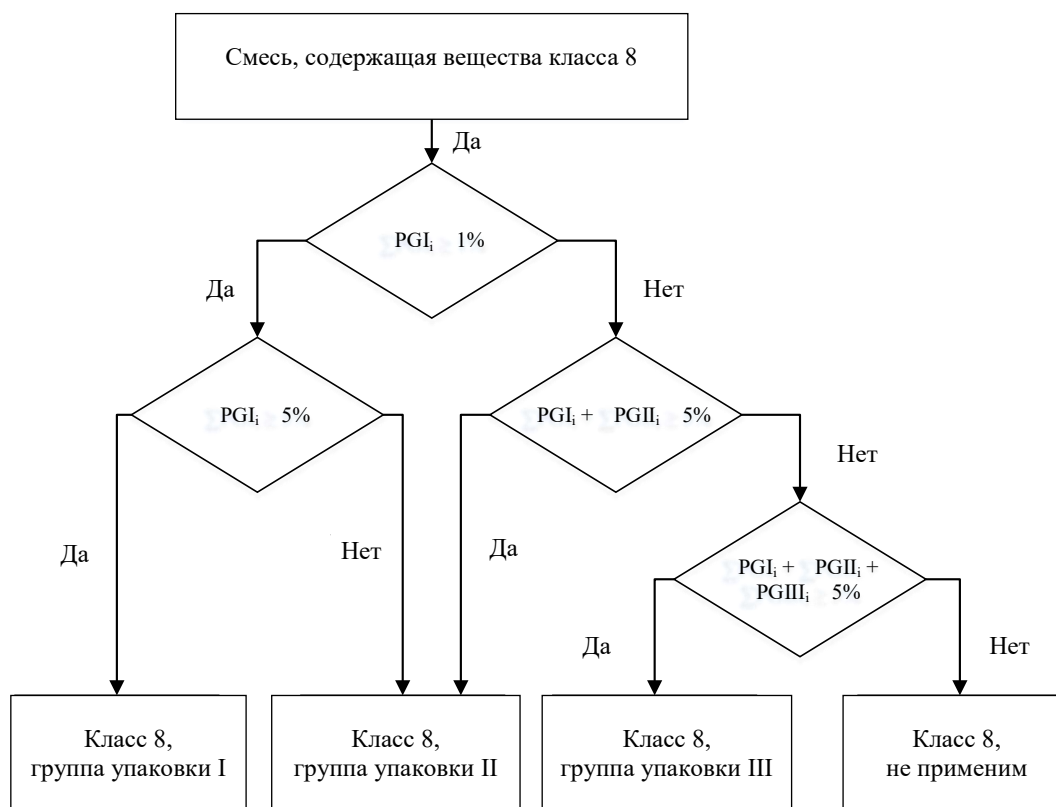 Смесь, содержащая вещества класса 8
Да
∑PGIᵢ ≥ 1%
Да
Нет
∑PGIᵢ ≥ 5%
∑PGIᵢ + ∑PGIIᵢ ≥ 5%
Нет
Да
Нет
Да
∑PGIᵢ + ∑PGIIᵢ +
∑PGIIIᵢ ≥ 5%
Да
Нет
Класс 8,
группа упаковки I
Класс 8,
группа упаковки II
Класс 8,
группа упаковки III
Класс 8,
не применим